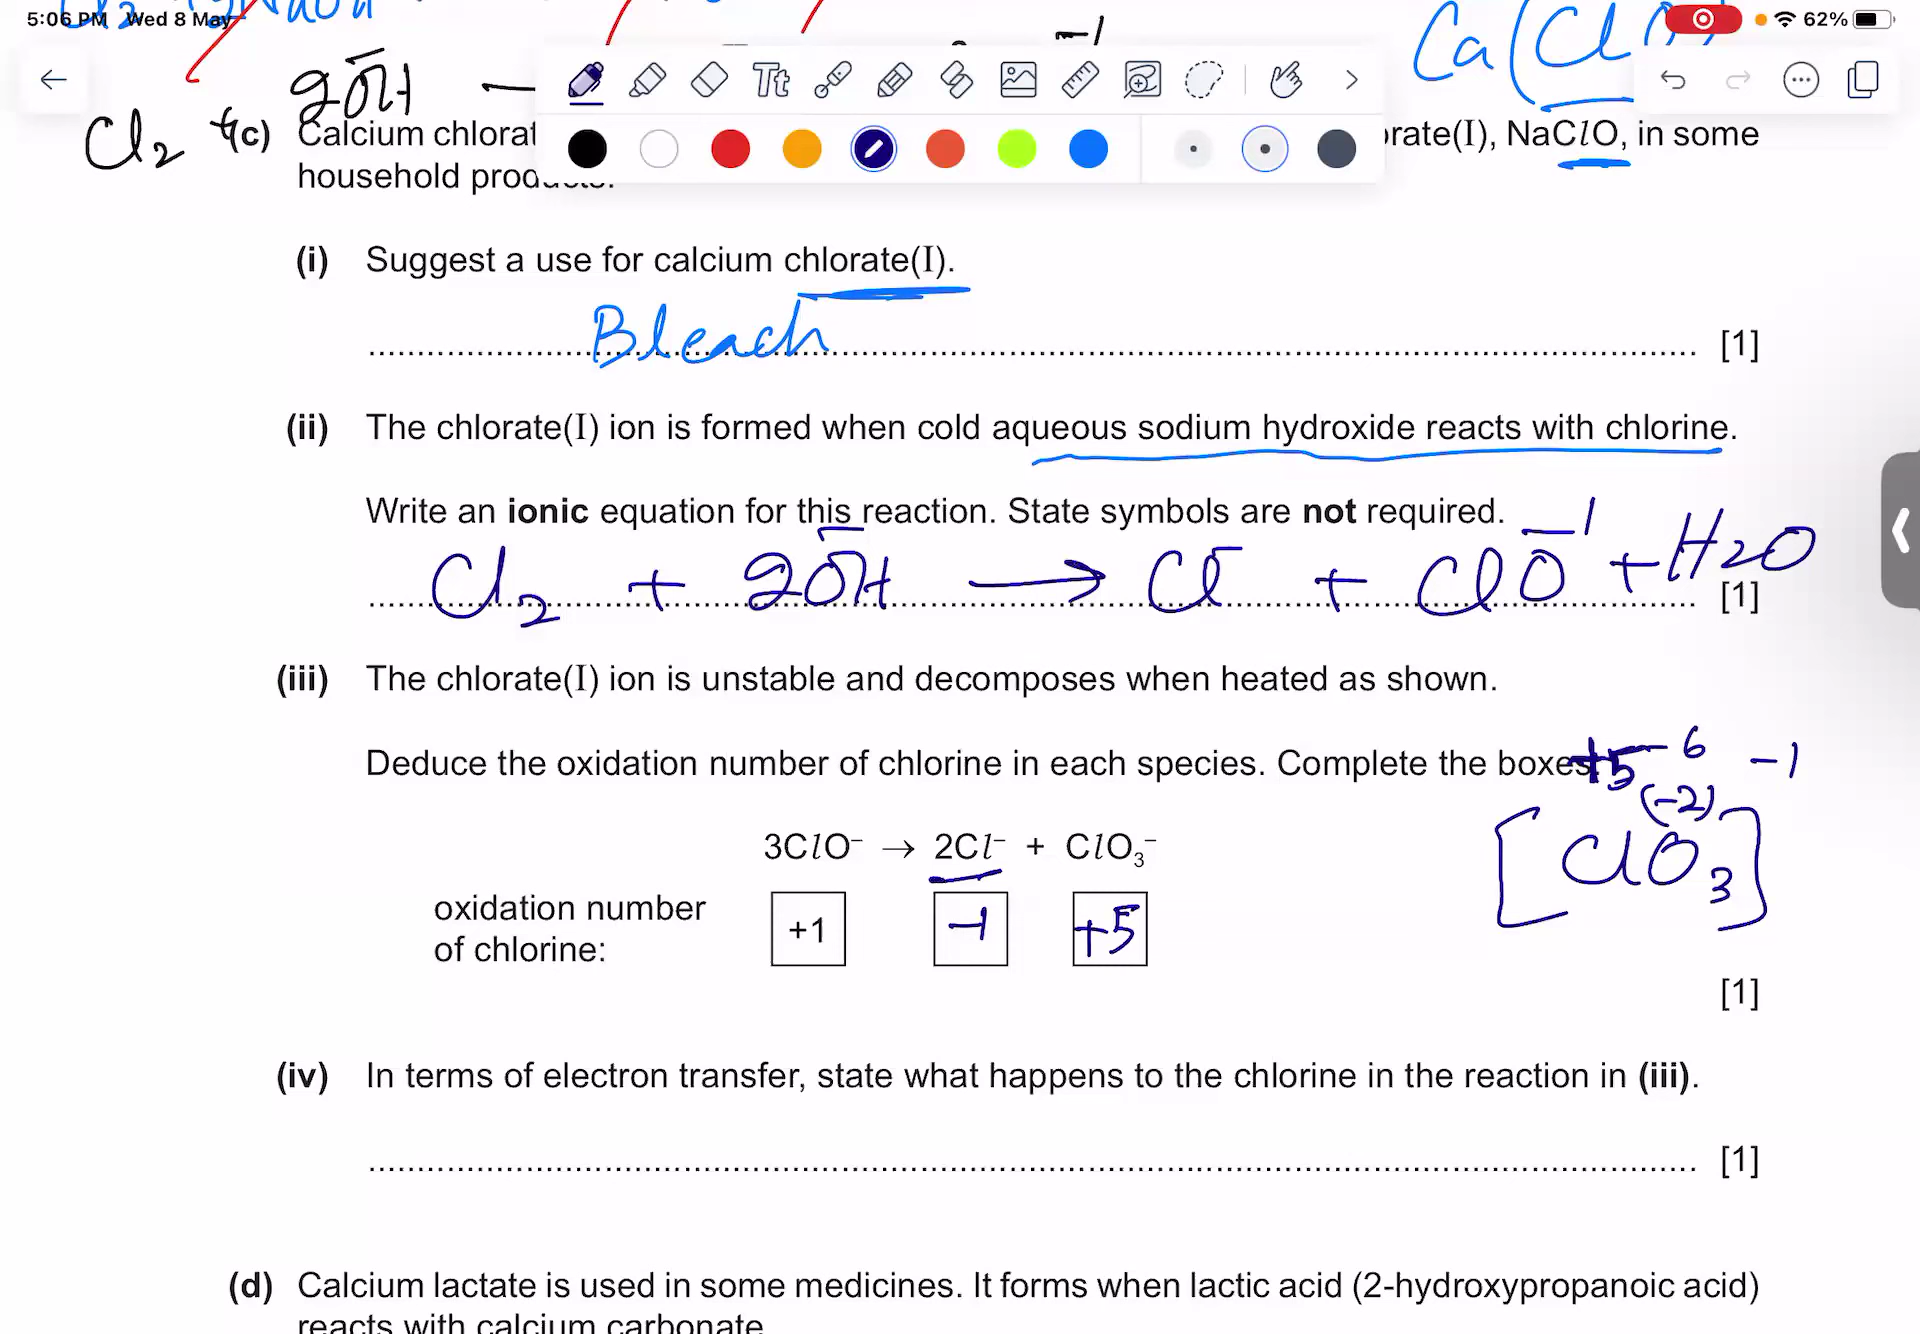 5:06 PM Wed 8 May
62%
Ca(ClO)
2OH
Cl2 +
Tt
(c) Calcium chlorat rate(I), NaClO, in some
household products.
(i) Suggest a use for calcium chlorate(I).
Bleach [1]
(ii) The chlorate(I) ion is formed when cold aqueous sodium hydroxide reacts with chlorine.
Write an ionic equation for this reaction. State symbols are not required.
Cl2 + 2OH⁻ → Cl⁻ + ClO⁻¹ + H2O [1]
(iii) The chlorate(I) ion is unstable and decomposes when heated as shown.
Deduce the oxidation number of chlorine in each species. Complete the boxes.
+5 -6 -1
(-2)
[ClO3]
3ClO⁻ → 2Cl⁻ + ClO₃⁻
oxidation number
of chlorine: +1 -1 +5
[1]
(iv) In terms of electron transfer, state what happens to the chlorine in the reaction in (iii).
[1]
(d) Calcium lactate is used in some medicines. It forms when lactic acid (2-hydroxypropanoic acid)
reacts with calcium carbonate